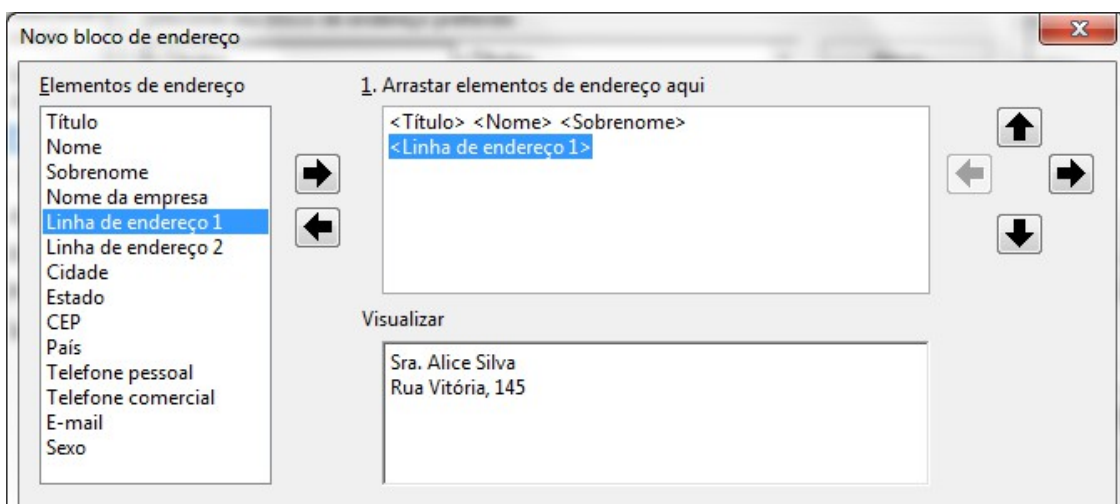 Novo bloco de endereço
Elementos de endereço
Título
Nome
Sobrenome
Nome da empresa
Linha de endereço 1
Linha de endereço 2
Cidade
Estado
CEP
País
Telefone pessoal
Telefone comercial
E-mail
Sexo
1. Arrastar elementos de endereço aqui
<Título> <Nome> <Sobrenome>
<Linha de endereço 1>
Visualizar
Sra. Alice Silva
Rua Vitória, 145